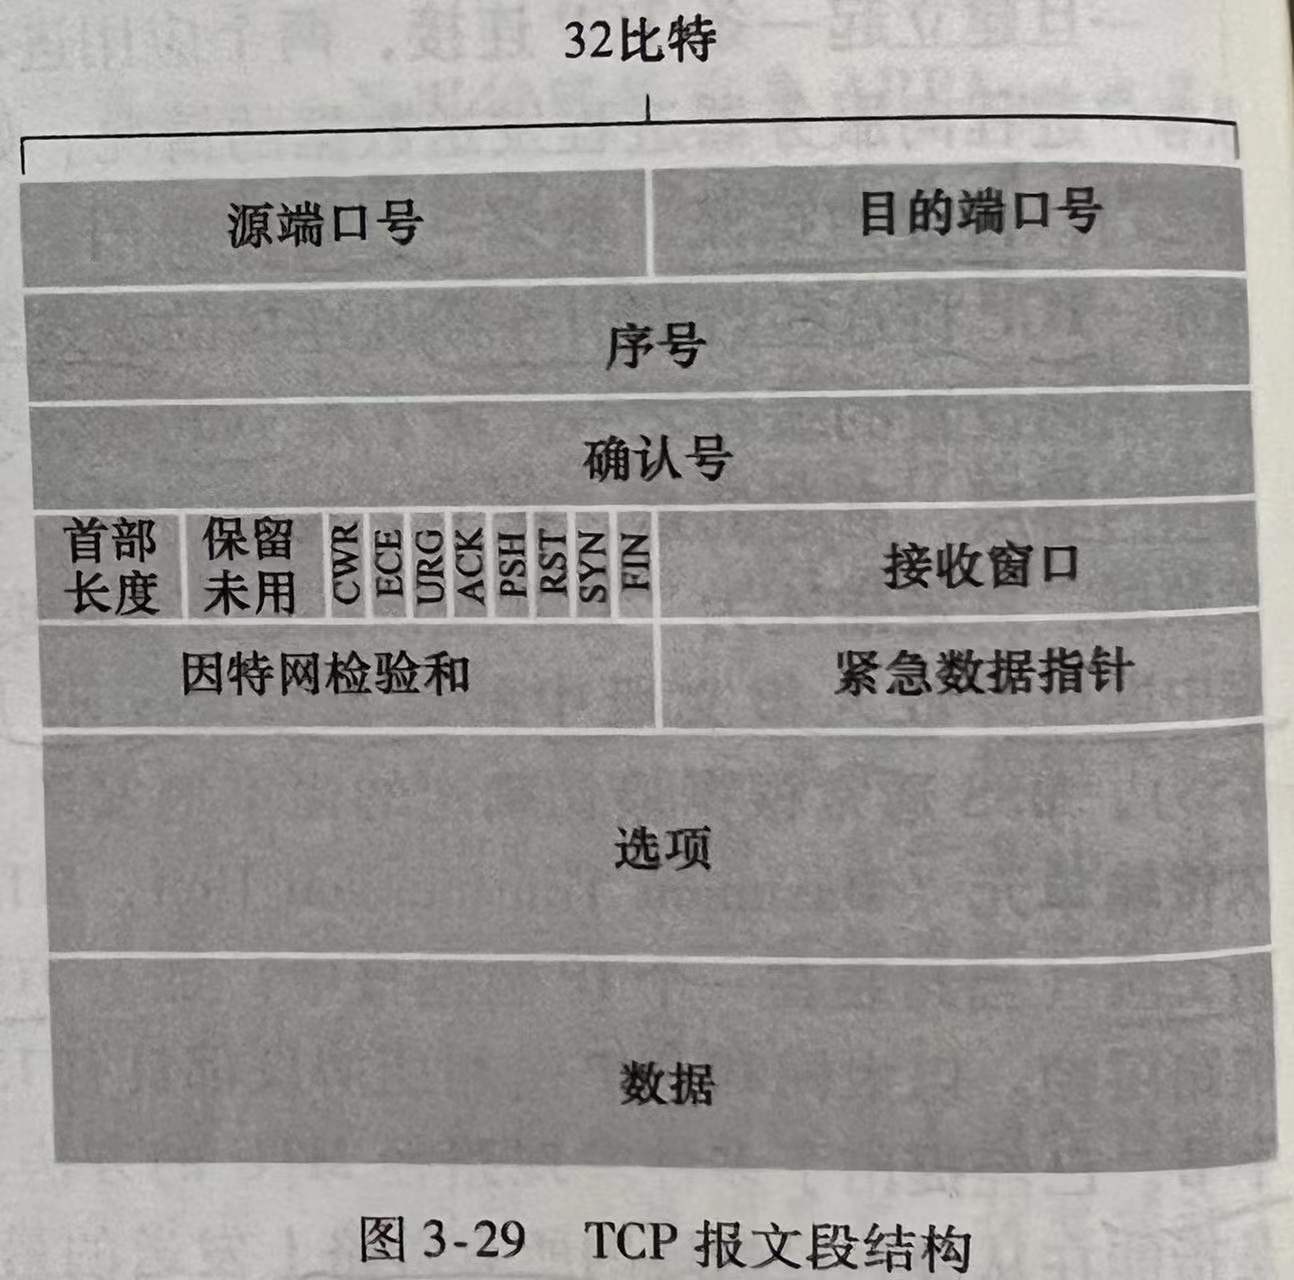 32比特
源端口号 目的端口号
序号
确认号
首部长度 保留未用 CWR ECE URG ACK PSH RST SYN FIN 接收窗口
因特网检验和 紧急数据指针
选项
数据
图 3-29 TCP 报文段结构